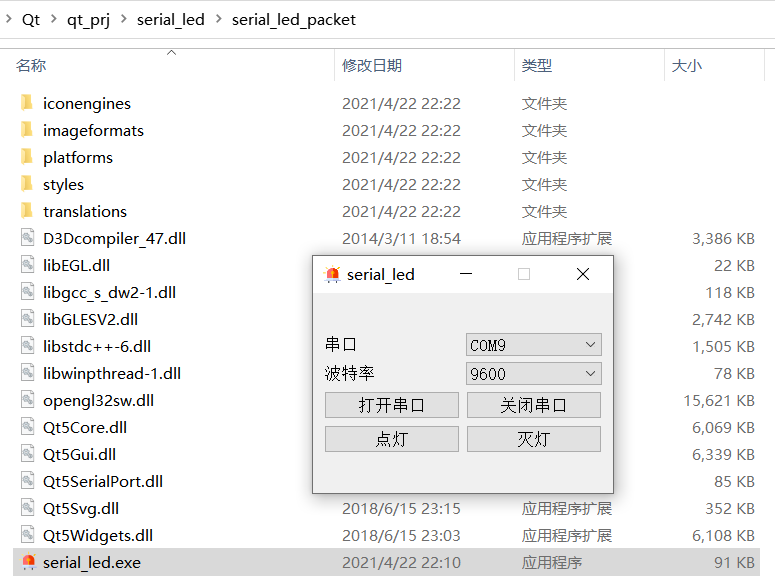 Qt > qt_prj > serial_led > serial_led_packet
名称 修改日期 类型 大小
iconengines 2021/4/22 22:22 文件夹
imageformats 2021/4/22 22:22 文件夹
platforms 2021/4/22 22:22 文件夹
styles 2021/4/22 22:22 文件夹
translations 2021/4/22 22:22 文件夹
D3Dcompiler_47.dll 2014/3/11 18:54 应用程序扩展 3,386 KB
libEGL.dll 22 KB
libgcc_s_dw2-1.dll 118 KB
libGLESV2.dll 2,742 KB
libstdc++-6.dll 1,505 KB
libwinpthread-1.dll 78 KB
opengl32sw.dll 15,621 KB
Qt5Core.dll 6,069 KB
Qt5Gui.dll 6,339 KB
Qt5SerialPort.dll 85 KB
Qt5Svg.dll 2018/6/15 23:15 应用程序扩展 352 KB
Qt5Widgets.dll 2018/6/15 23:03 应用程序扩展 6,108 KB
serial_led.exe 2021/4/22 22:10 应用程序 91 KB
serial_led
串口 COM9
波特率 9600
打开串口 关闭串口
点灯 灭灯